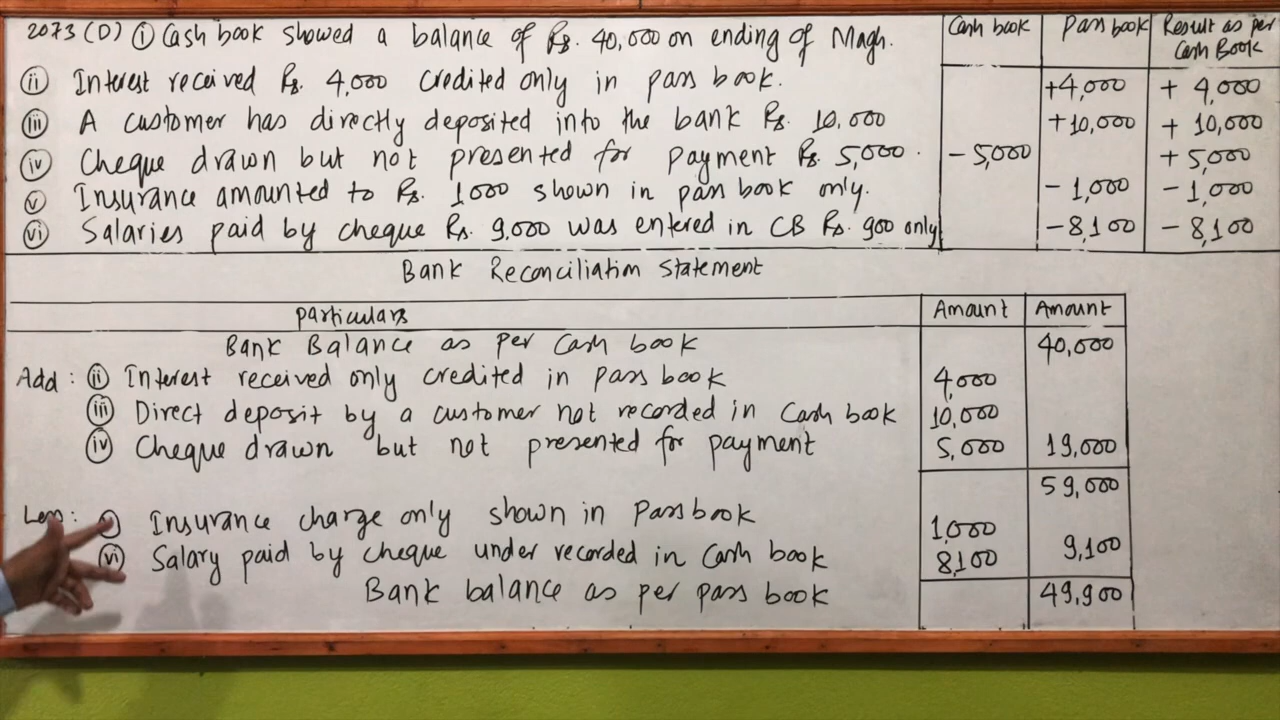 2073 (D) (i) Cash book showed a balance of Rs. 40,000 on ending of Magh. Cash book Pass book Result as per Cash Book
(ii) Interest received Rs. 4,000 credited only in pass book. +4,000 + 4,000
(iii) A customer has directly deposited into the bank Rs. 10,000 +10,000 + 10,000
(iv) Cheque drawn but not presented for payment Rs. 5,000. -5,000 +5,000
(v) Insurance amounted to Rs. 1000 shown in pass book only. -1,000 -1,000
(vi) Salaries paid by cheque Rs. 9,000 was entered in CB Rs. 900 only -8,100 -8,100
Bank Reconciliation Statement
Particulars Amount Amount
Bank Balance as per Cash book 40,000
Add: (ii) Interest received only credited in pass book 4,000
(iii) Direct deposit by a customer not recorded in Cash book 10,000
(iv) Cheque drawn but not presented for payment 5,000 19,000
59,000
Less: (v) Insurance charge only shown in Pass book 1,000
(vi) Salary paid by cheque under recorded in Cash book 8,100 9,100
Bank balance as per pass book 49,900